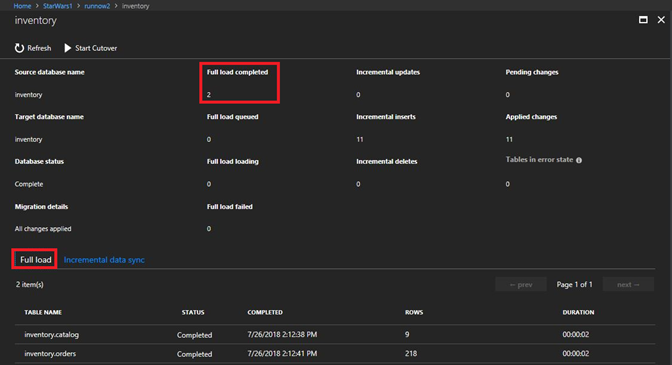 Home > StarWars1 > runnow2 > inventory
inventory
Refresh Start Cutover
Source database name Full load completed Incremental updates Pending changes
inventory 2 0 0
Target database name Full load queued Incremental inserts Applied changes
inventory 0 11 11
Database status Full load loading Incremental deletes Tables in error state
Complete 0 0 0
Migration details Full load failed
All changes applied 0
Full load Incremental data sync
2 item(s) ← prev Page 1 of 1 next →
TABLE NAME STATUS COMPLETED ROWS DURATION
inventory.catalog Completed 7/26/2018 2:12:38 PM 9 00:00:02
inventory.orders Completed 7/26/2018 2:12:41 PM 218 00:00:02